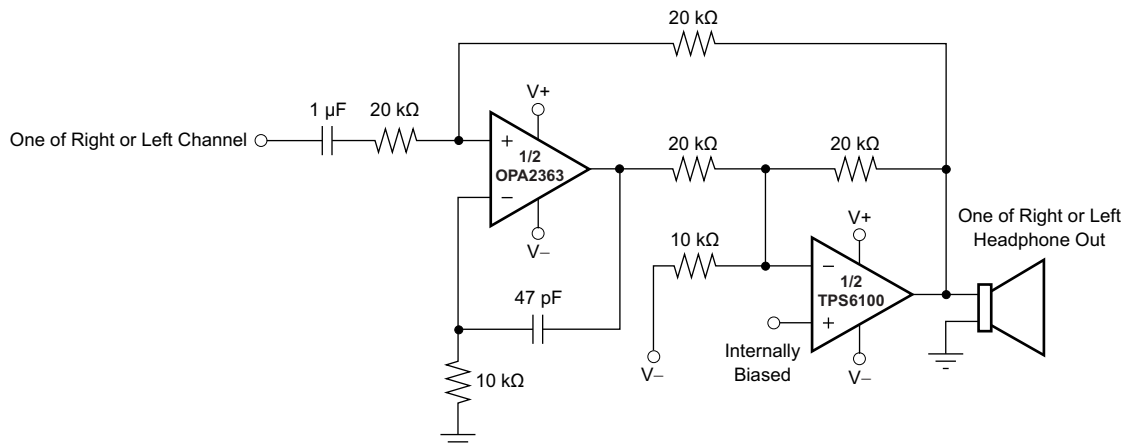 20 kΩ
1 µF
20 kΩ
V+
One of Right or Left Channel
+
1/2
OPA2363
−
V−
20 kΩ
20 kΩ
One of Right or Left
Headphone Out
V+
10 kΩ
−
1/2
TPS6100
+
47 pF
Internally
Biased
V−
V−
10 kΩ